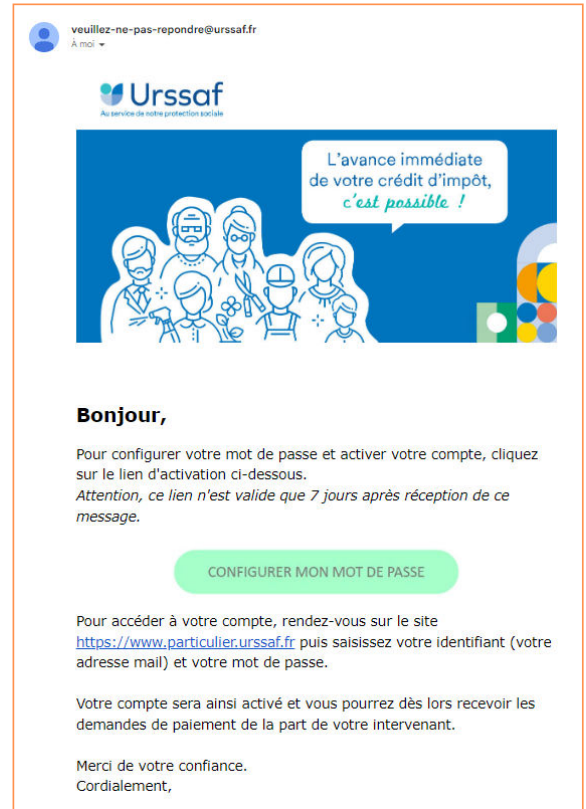 veuillez-ne-pas-repondre@urssaf.fr
À moi
Urssaf
Au service de notre protection sociale
L'avance immédiate
de votre crédit d'impôt,
c'est possible !
Bonjour,
Pour configurer votre mot de passe et activer votre compte, cliquez
sur le lien d'activation ci-dessous.
Attention, ce lien n'est valide que 7 jours après réception de ce
message.
CONFIGURER MON MOT DE PASSE
Pour accéder à votre compte, rendez-vous sur le site
https://www.particulier.urssaf.fr puis saisissez votre identifiant (votre
adresse mail) et votre mot de passe.
Votre compte sera ainsi activé et vous pourrez dès lors recevoir les
demandes de paiement de la part de votre intervenant.
Merci de votre confiance.
Cordialement,